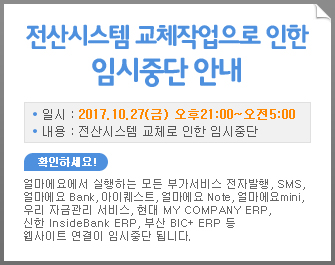 전산시스템 교체작업으로 인한
임시중단 안내
• 일시 : 2017.10.27(금) 오후21:00~오전5:00
• 내용 : 전산시스템 교체로 인한 임시중단
확인하세요!
얼마에요에서 실행하는 모든 부가서비스 전자발행, SMS,
얼마에요 Bank, 아이퀘스트, 얼마에요 Note, 얼마에요mini,
우리 자금관리 서비스, 현대 MY COMPANY ERP,
신한 InsideBank ERP, 부산 BIC+ ERP 등
웹사이트 연결이 임시중단 됩니다.